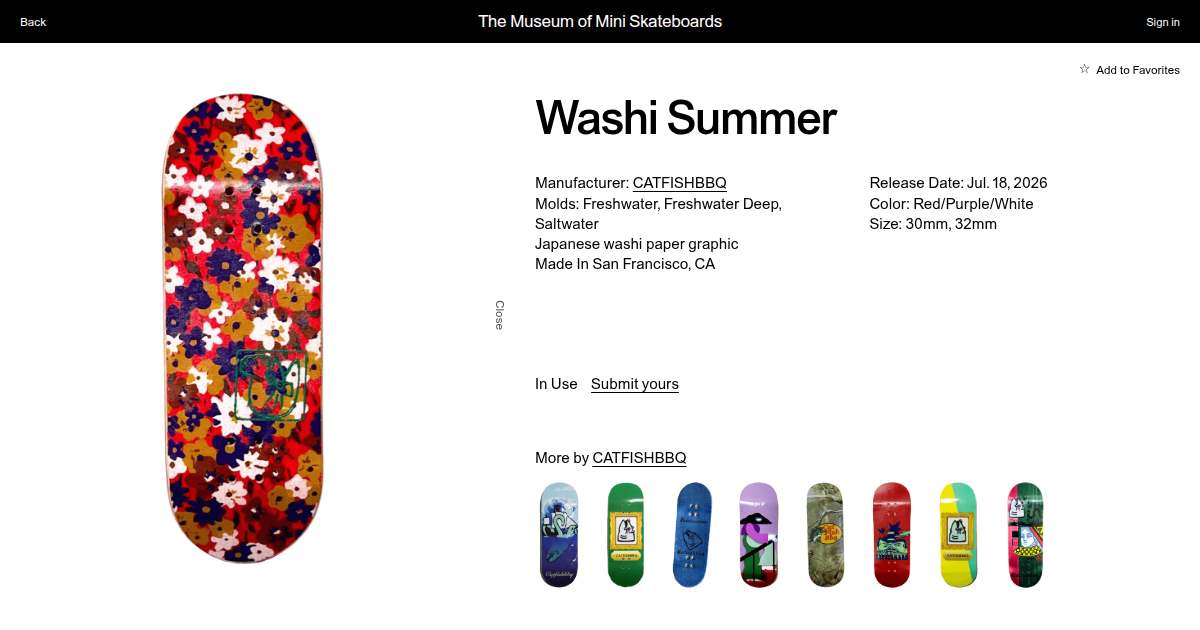 Back
The Museum of Mini Skateboards
Sign in
☆ Add to Favorites
Washi Summer
Manufacturer: CATFISHBBQ
Molds: Freshwater, Freshwater Deep,
Saltwater
Japanese washi paper graphic
Made In San Francisco, CA
Release Date: Jul. 18, 2026
Color: Red/Purple/White
Size: 30mm, 32mm
Close
In Use Submit yours
More by CATFISHBBQ